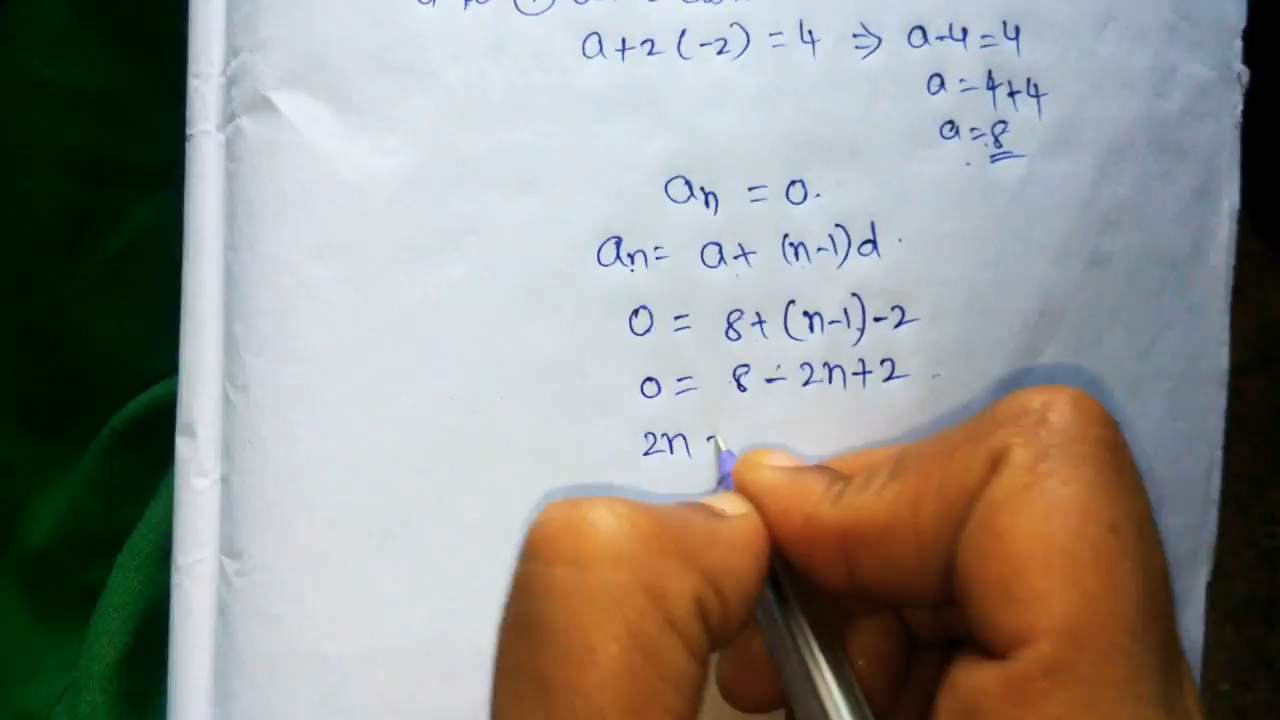 a+2(-2) = 4 ⇒ a-4=4
a=4+4
a=8
an = 0.
an= a+ (n-1)d.
0 = 8+(n-1)-2
0 = 8-2n+2
2n